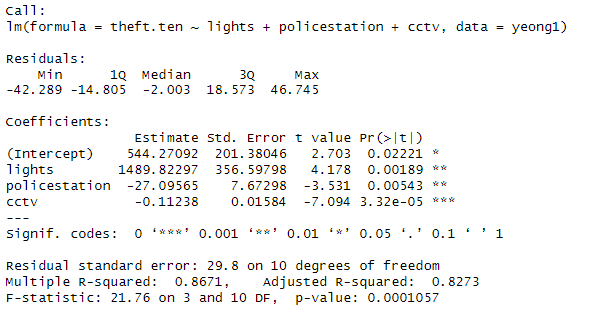 Call:
lm(formula = theft.ten ~ lights + policestation + cctv, data = yeong1)
Residuals:
    Min      1Q  Median      3Q     Max
-42.289 -14.805  -2.003  18.573  46.745
Coefficients:
                Estimate Std. Error t value Pr(>|t|)
(Intercept)    544.27092  201.38046   2.703  0.02221 *
lights        1489.82297  356.59798   4.178  0.00189 **
policestation  -27.09565    7.67298  -3.531  0.00543 **
cctv            -0.11238    0.01584  -7.094 3.32e-05 ***
---
Signif. codes:  0 ‘***’ 0.001 ‘**’ 0.01 ‘*’ 0.05 ‘.’ 0.1 ‘ ’ 1
Residual standard error: 29.8 on 10 degrees of freedom
Multiple R-squared:  0.8671,    Adjusted R-squared:  0.8273
F-statistic: 21.76 on 3 and 10 DF,  p-value: 0.0001057